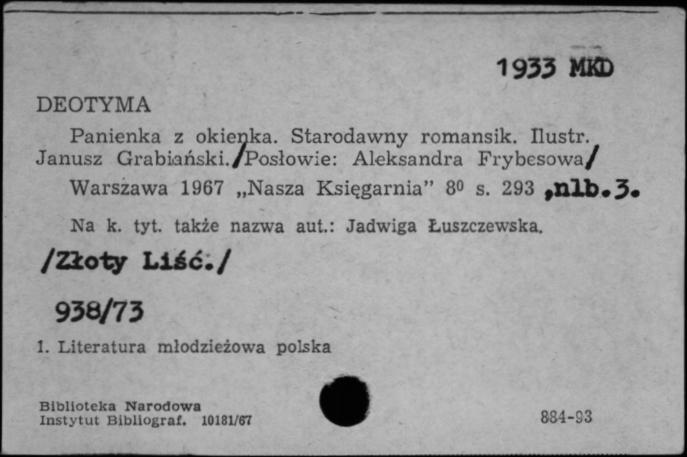 1933 MKD
DEOTYMA
Panienka z okienka. Starodawny romansik. Ilustr.
Janusz Grabiański./Posłowie: Aleksandra Frybesowa/
Warszawa 1967 „Nasza Księgarnia” 8⁰ s. 293 ,nlb.3.
Na k. tyt. także nazwa aut.: Jadwiga Łuszczewska.
/Złoty Liść./
938/73
1. Literatura młodzieżowa polska
Biblioteka Narodowa
Instytut Bibliograf. 10181/67
884-93